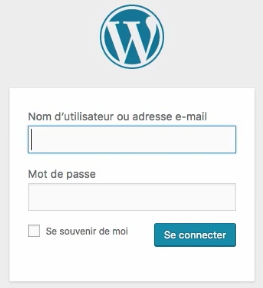 Nom d'utilisateur ou adresse e-mail
Mot de passe
Se souvenir de moi
Se connecter